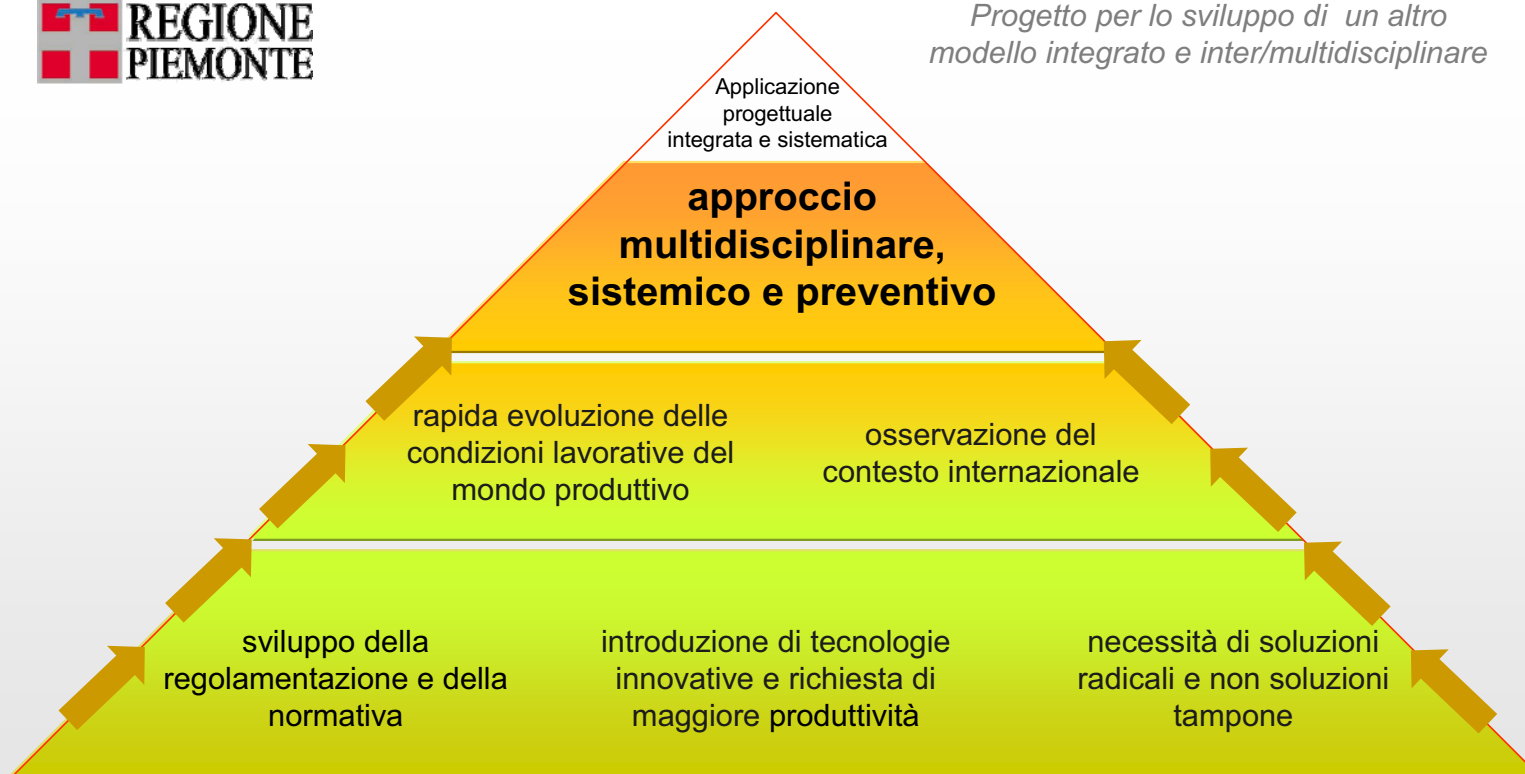 REGIONE
PIEMONTE
Progetto per lo sviluppo di un altro
modello integrato e inter/multidisciplinare
Applicazione
progettuale
integrata e sistematica
approccio
multidisciplinare,
sistemico e preventivo
rapida evoluzione delle
condizioni lavorative del
mondo produttivo
osservazione del
contesto internazionale
sviluppo della
regolamentazione e della
normativa
introduzione di tecnologie
innovative e richiesta di
maggiore produttività
necessità di soluzioni
radicali e non soluzioni
tampone